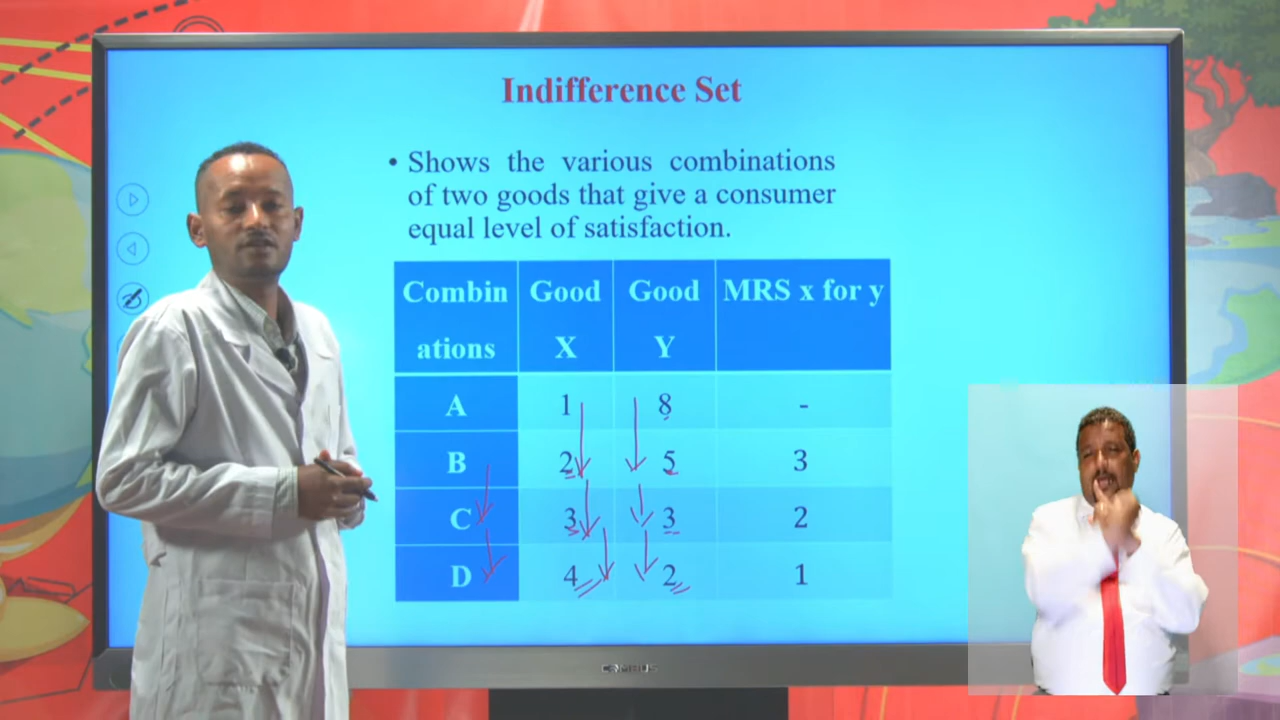 Indifference Set
• Shows the various combinations
of two goods that give a consumer
equal level of satisfaction.
Combin Good Good MRS x for y
ations X Y
A 1 8 -
B 2 5 3
C 3 3 2
D 4 2 1